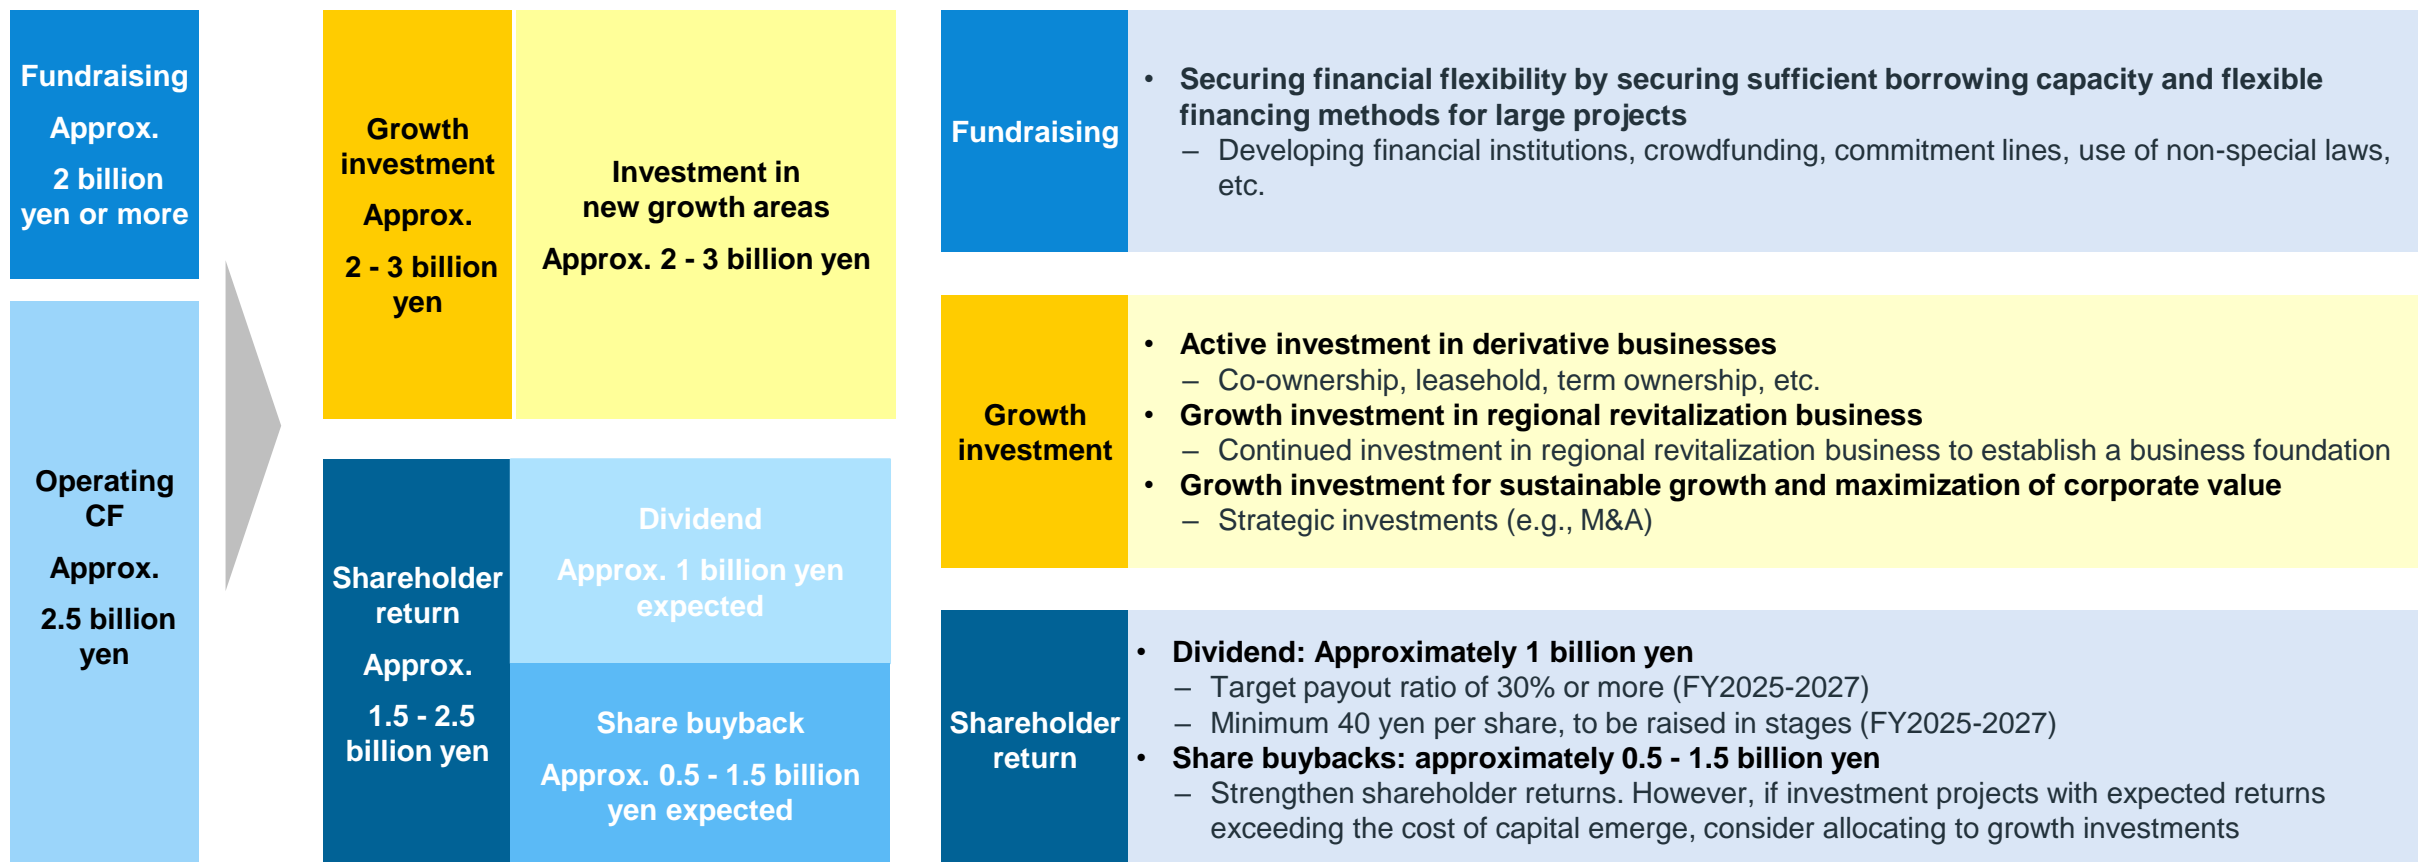 Fundraising
Approx.
2 billion
yen or more
Operating
CF
Approx.
2.5 billion
yen
Growth
investment
Approx.
2 - 3 billion
yen
Investment in
new growth areas
Approx. 2 - 3 billion yen
Shareholder
return
Approx.
1.5 - 2.5
billion yen
Dividend
Approx. 1 billion yen
expected
Share buyback
Approx. 0.5 - 1.5 billion
yen expected
Fundraising
• Securing financial flexibility by securing sufficient borrowing capacity and flexible
financing methods for large projects
– Developing financial institutions, crowdfunding, commitment lines, use of non-special laws,
etc.
Growth
investment
• Active investment in derivative businesses
– Co-ownership, leasehold, term ownership, etc.
• Growth investment in regional revitalization business
– Continued investment in regional revitalization business to establish a business foundation
• Growth investment for sustainable growth and maximization of corporate value
– Strategic investments (e.g., M&A)
Shareholder
return
• Dividend: Approximately 1 billion yen
– Target payout ratio of 30% or more (FY2025-2027)
– Minimum 40 yen per share, to be raised in stages (FY2025-2027)
• Share buybacks: approximately 0.5 - 1.5 billion yen
– Strengthen shareholder returns. However, if investment projects with expected returns
exceeding the cost of capital emerge, consider allocating to growth investments